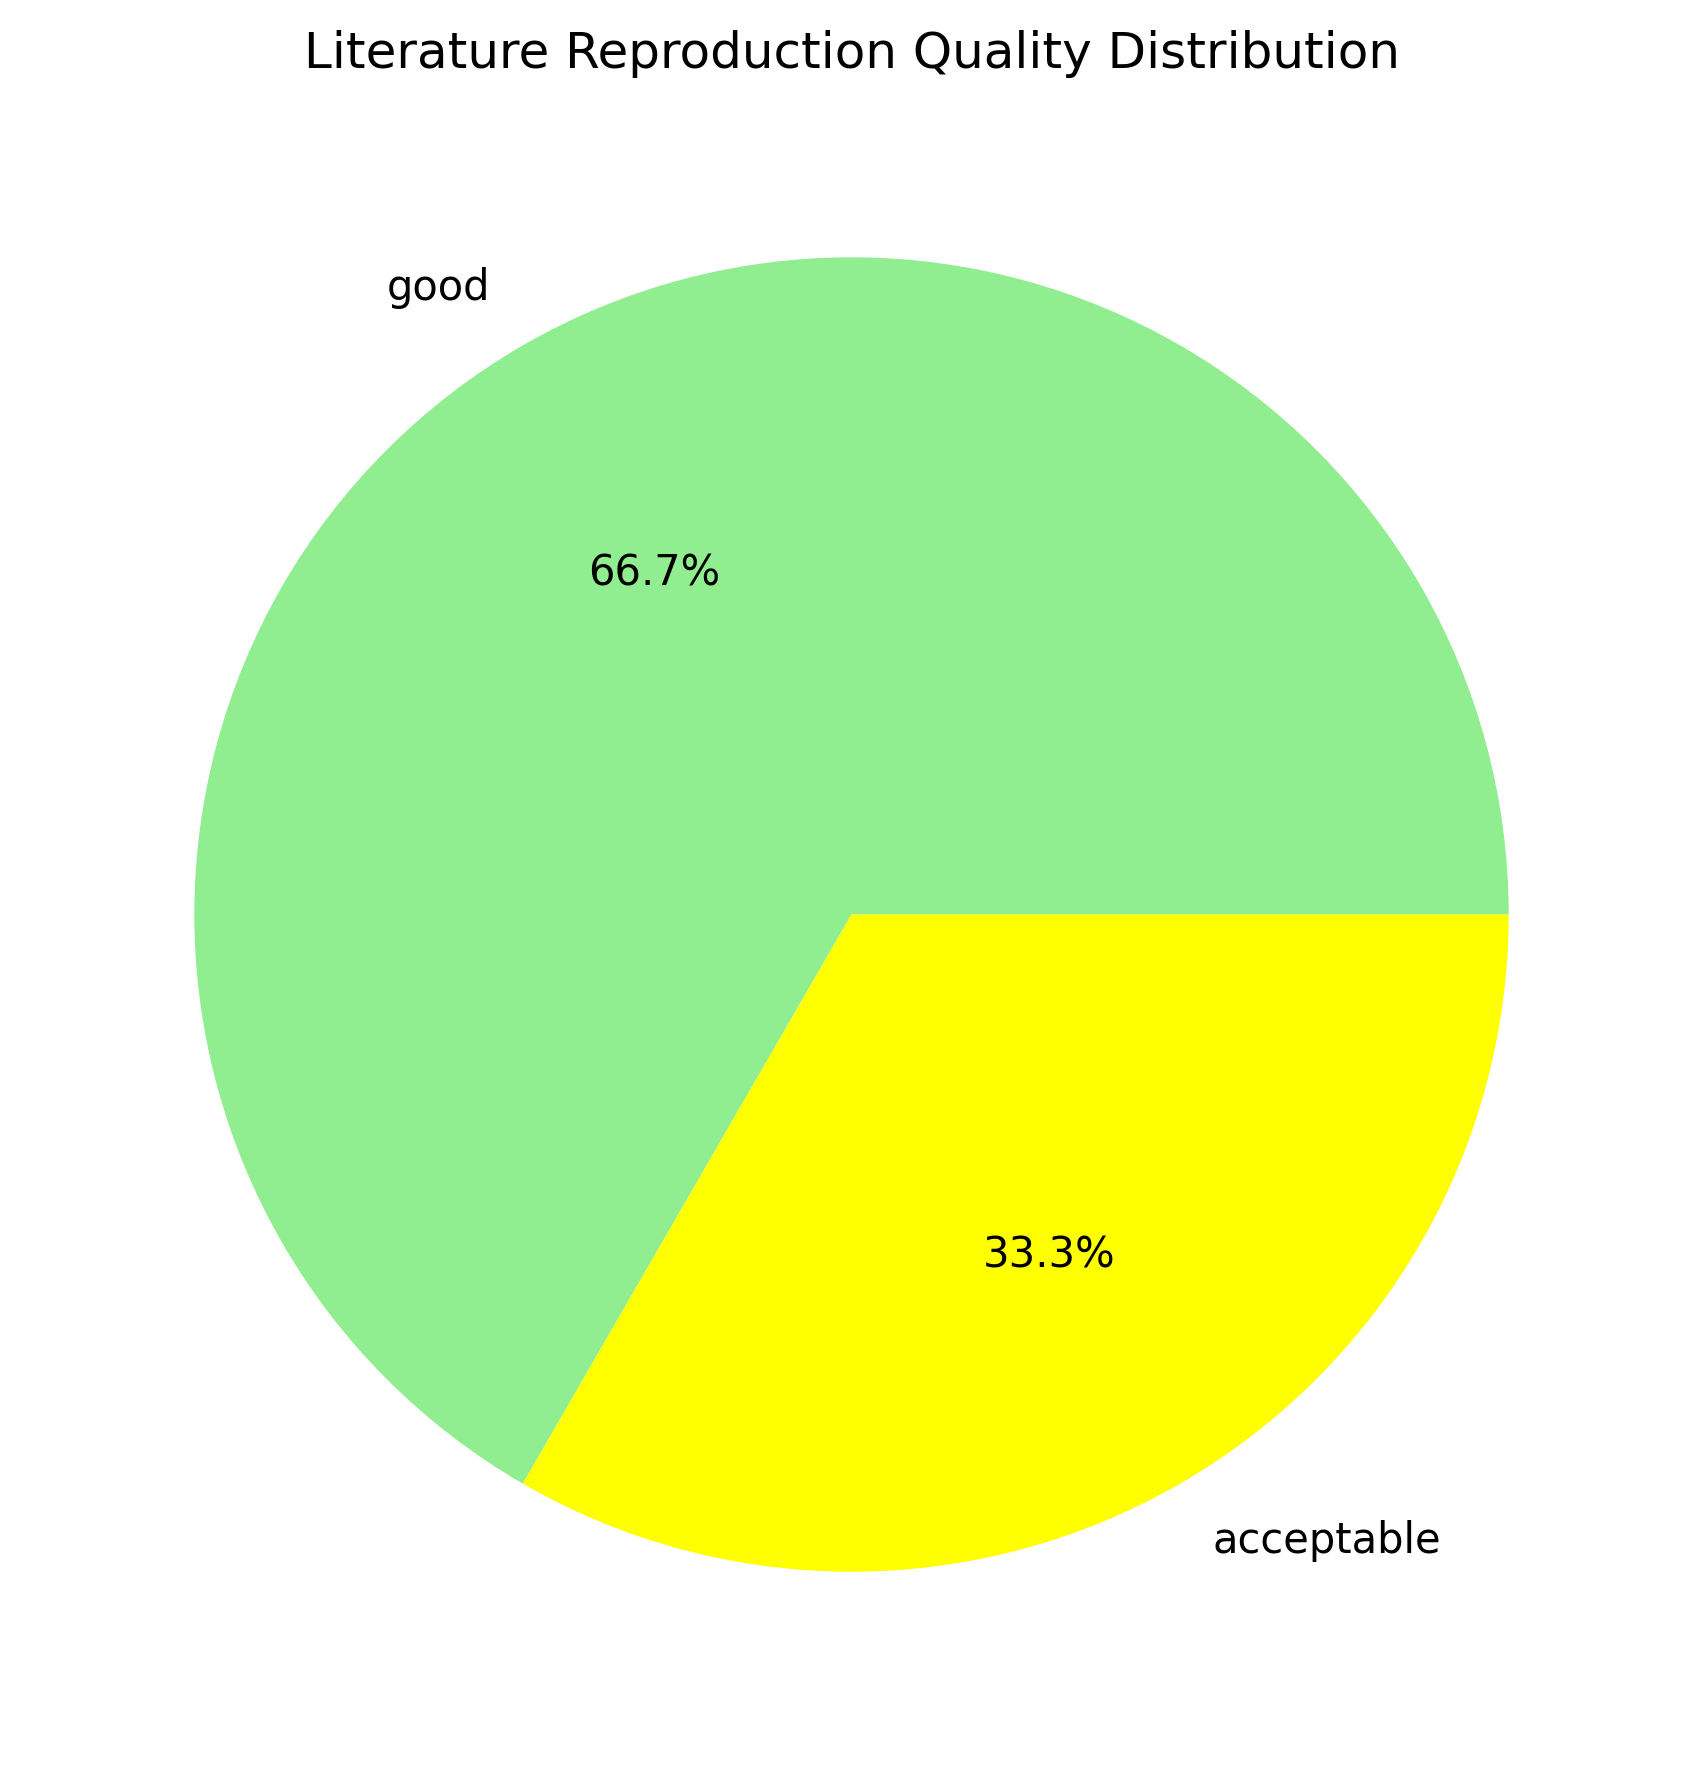 Literature Reproduction Quality Distribution
good
66.7%
33.3%
acceptable